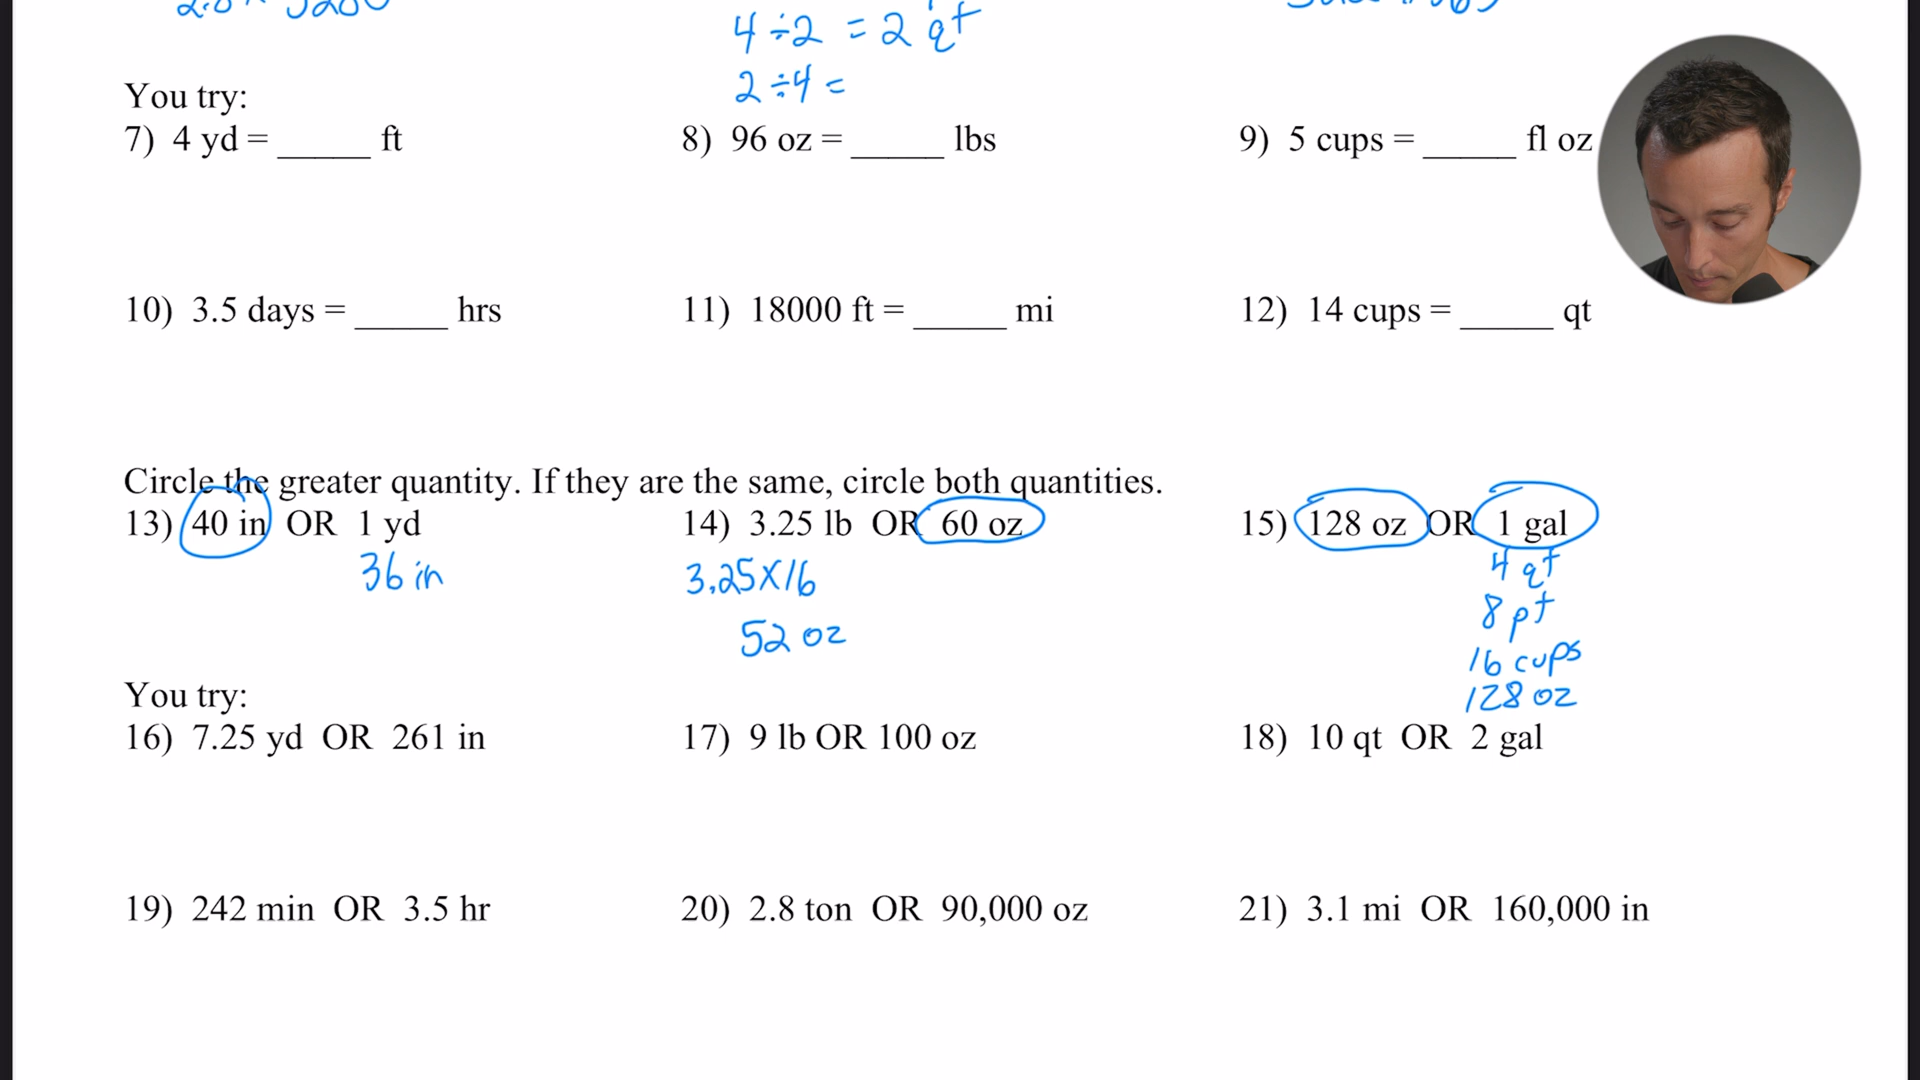 4 ÷ 2 = 2 qt
2 ÷ 4 =
You try:
7) 4 yd = _____ ft
8) 96 oz = _____ lbs
9) 5 cups = _____ fl oz
10) 3.5 days = _____ hrs
11) 18000 ft = _____ mi
12) 14 cups = _____ qt
Circle the greater quantity. If they are the same, circle both quantities.
13) 40 in OR 1 yd
36 in
14) 3.25 lb OR 60 oz
3.25 X 16
52 oz
15) 128 oz OR 1 gal
4 qt
8 pt
16 cups
128 oz
You try:
16) 7.25 yd OR 261 in
17) 9 lb OR 100 oz
18) 10 qt OR 2 gal
19) 242 min OR 3.5 hr
20) 2.8 ton OR 90,000 oz
21) 3.1 mi OR 160,000 in